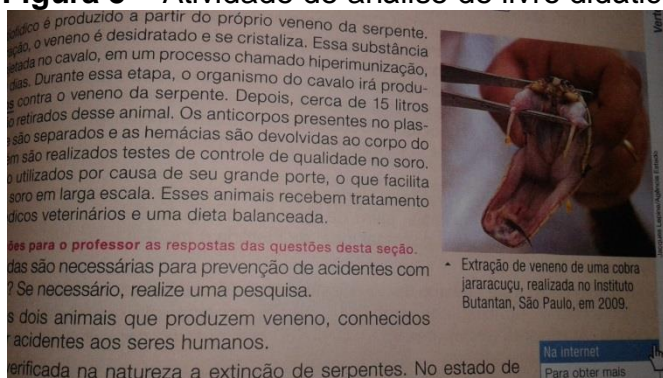 Atividade de análise do livro didátic
ofídico é produzido a partir do próprio veneno da serpente.
o veneno é desidratado e se cristaliza. Essa substância
no cavalo, em um processo chamado hiperimunização,
dias. Durante essa etapa, o organismo do cavalo irá produ-
contra o veneno da serpente. Depois, cerca de 15 litros
retirados desse animal. Os anticorpos presentes no plas-
são separados e as hemácias são devolvidas ao corpo do
são realizados testes de controle de qualidade no soro.
utilizados por causa de seu grande porte, o que facilita
soro em larga escala. Esses animais recebem tratamento
dicos veterinários e uma dieta balanceada.
ões para o professor as respostas das questões desta seção.
das são necessárias para prevenção de acidentes com
? Se necessário, realize uma pesquisa.
s dois animais que produzem veneno, conhecidos
acidentes aos seres humanos.
verificada na natureza a extinção de serpentes. No estado de
Extração de veneno de uma cobra
jararacuçu, realizada no Instituto
Butantan, São Paulo, em 2009.
Na internet
Para obter mais